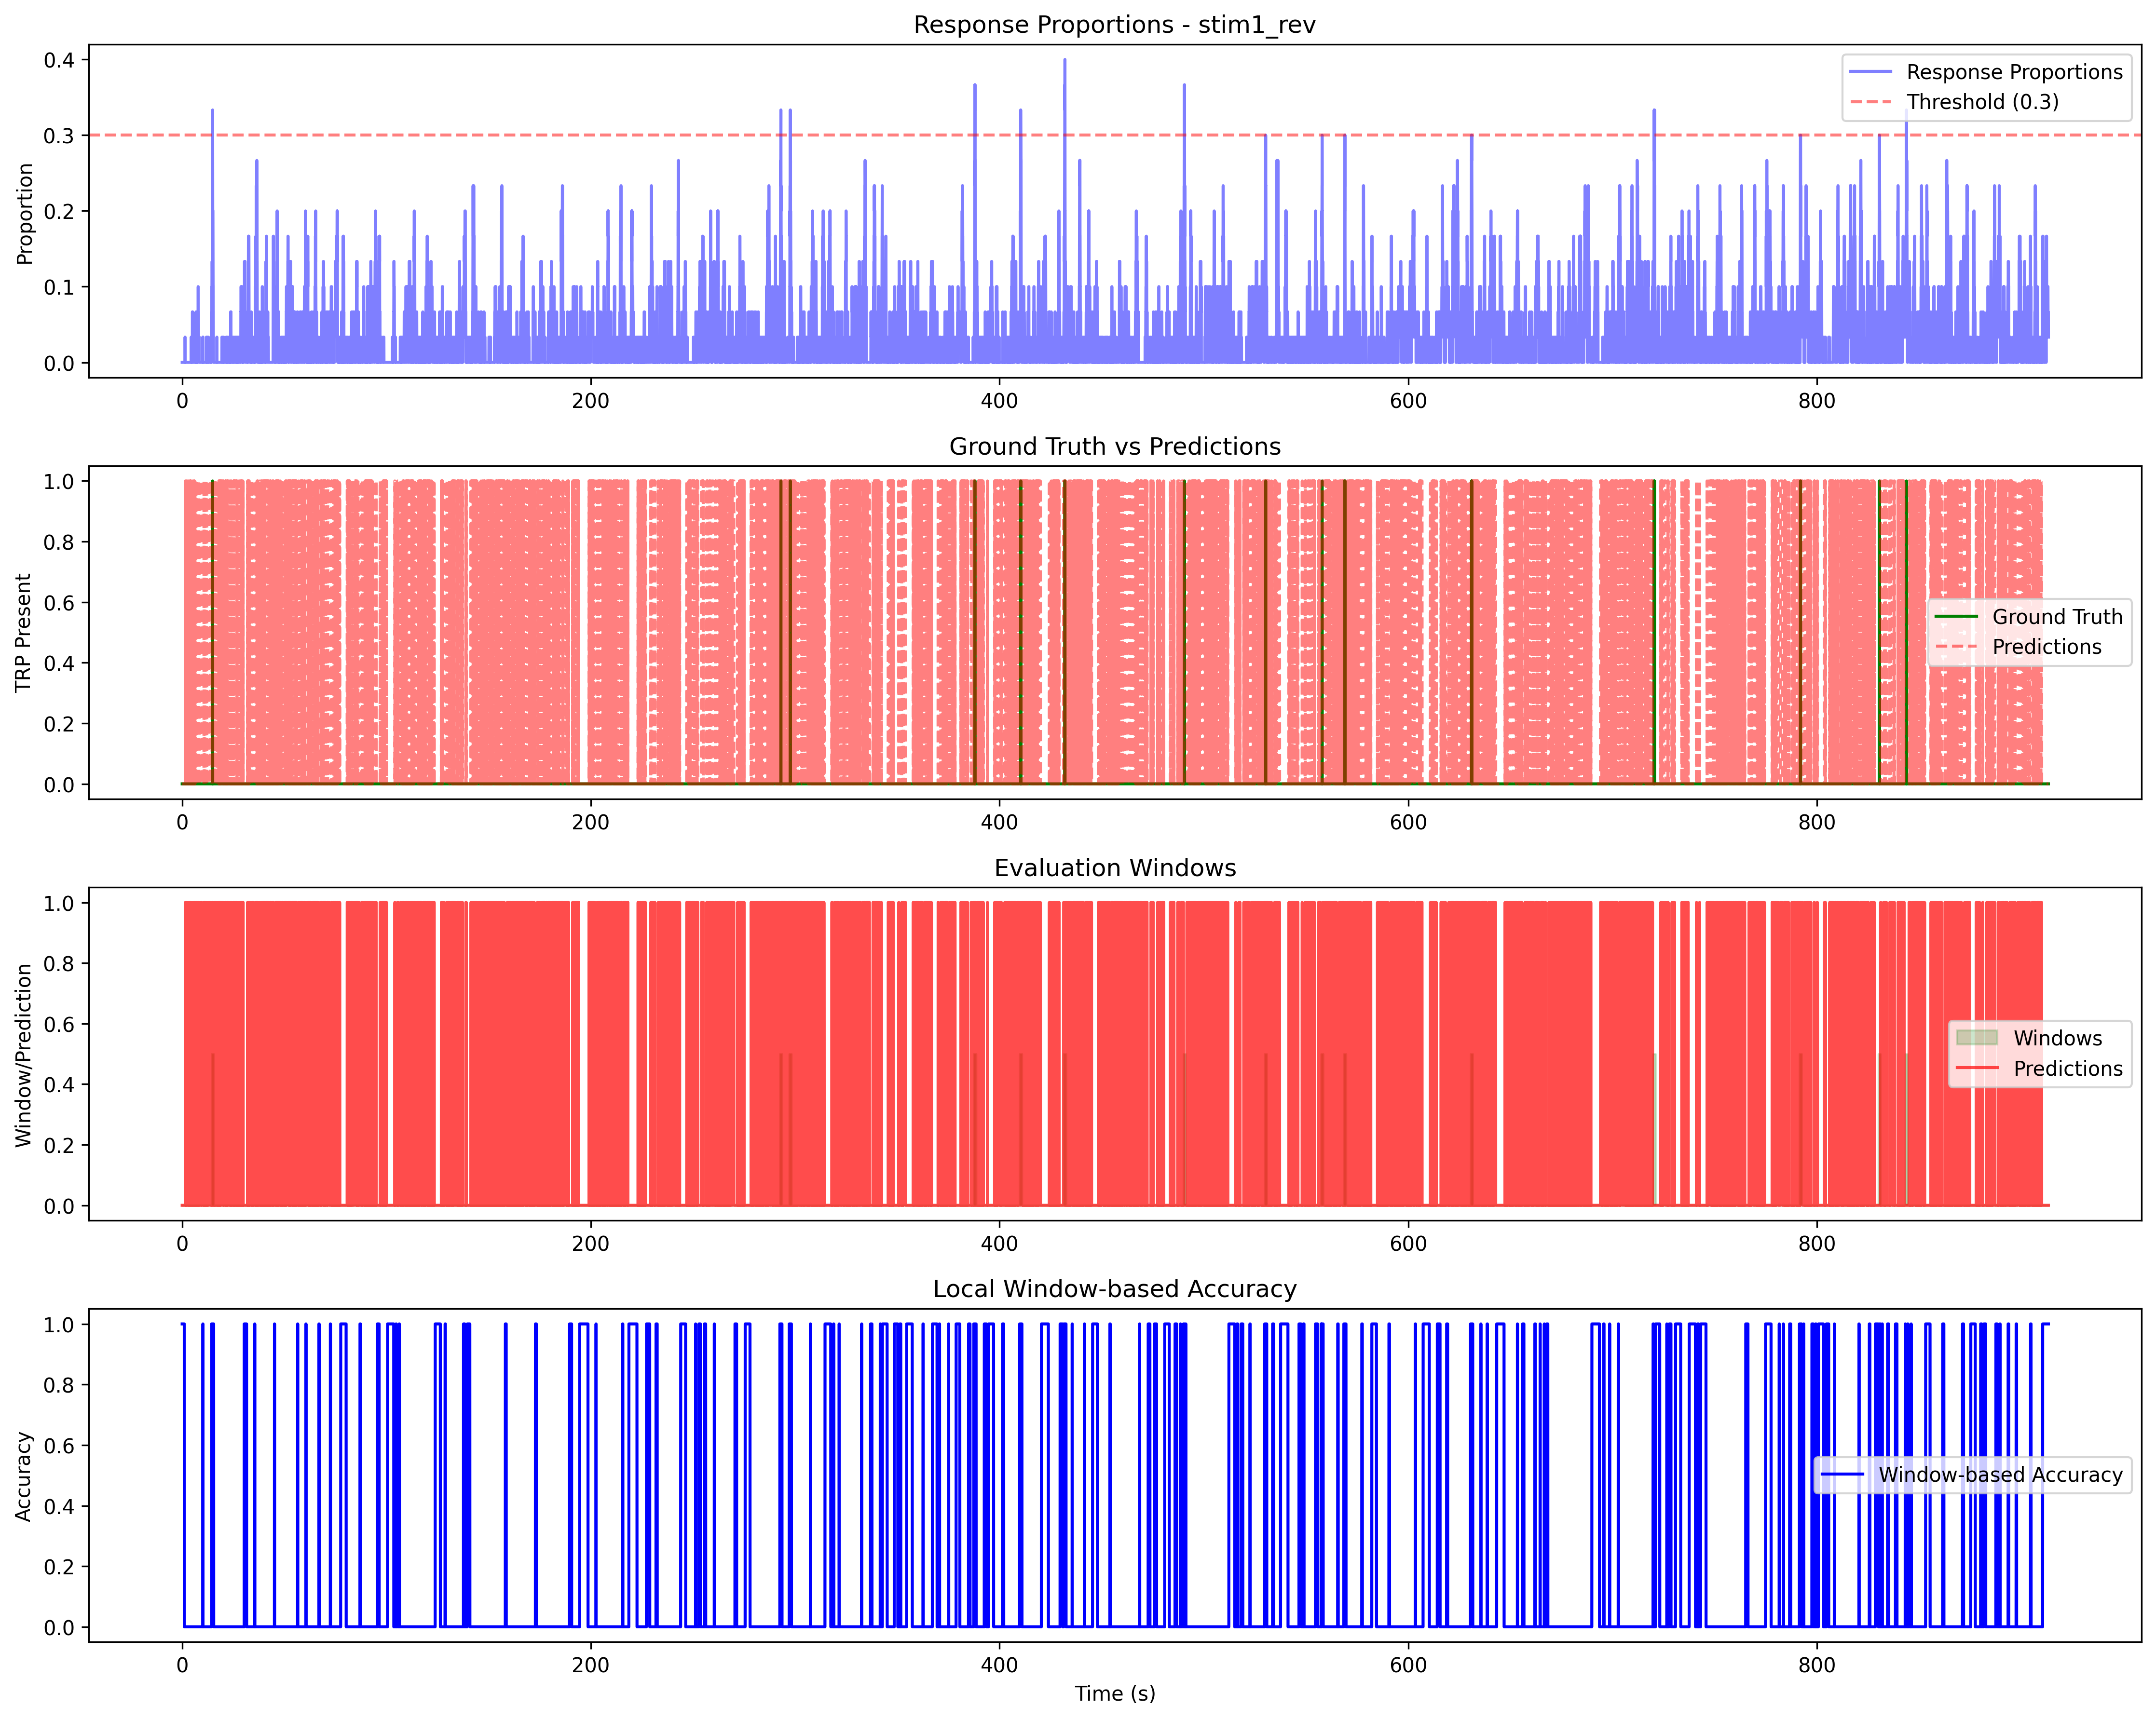 Response Proportions - stim1_rev
0.4
0.3
0.2
0.1
0.0
Proportion
Response Proportions
Threshold (0.3)
0 200 400 600 800
Ground Truth vs Predictions
1.0
0.8
0.6
0.4
0.2
0.0
TRP Present
Ground Truth
Predictions
0 200 400 600 800
Evaluation Windows
1.0
0.8
0.6
0.4
0.2
0.0
Window/Prediction
Windows
Predictions
0 200 400 600 800
Local Window-based Accuracy
1.0
0.8
0.6
0.4
0.2
0.0
Accuracy
Window-based Accuracy
0 200 400 600 800
Time (s)